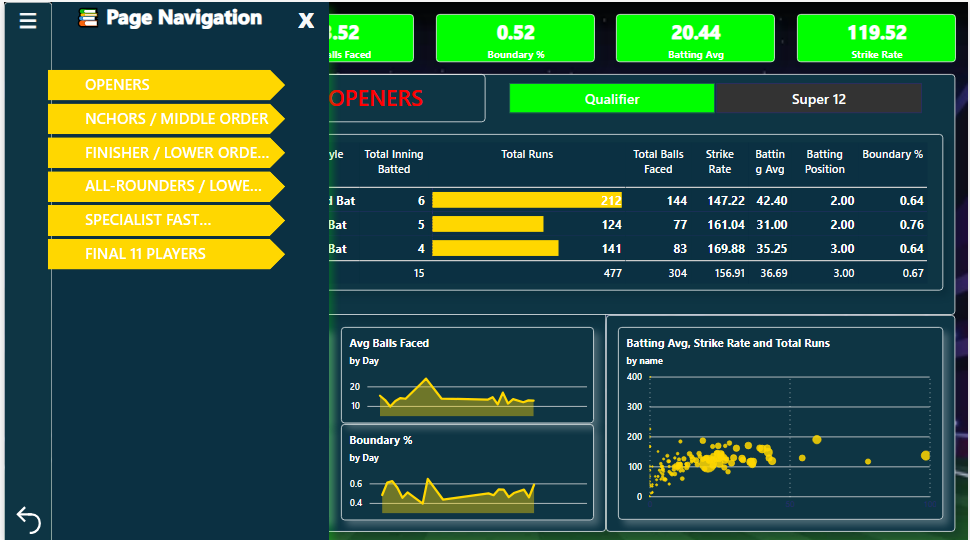 Page Navigation
X
OPENERS
NCHORS / MIDDLE ORDER
FINISHER / LOWER ORDE...
ALL-ROUNDERS / LOWE...
SPECIALIST FAST...
FINAL 11 PLAYERS
.52
alls Faced
0.52
Boundary %
20.44
Batting Avg
119.52
Strike Rate
OPENERS
Qualifier
Super 12
yle Total Inning Batted Total Runs Total Balls Faced Strike Rate Battin g Avg Batting Position Boundary %
d Bat 6 212 144 147.22 42.40 2.00 0.64
Bat 5 124 77 161.04 31.00 2.00 0.76
Bat 4 141 83 169.88 35.25 3.00 0.64
15 477 304 156.91 36.69 3.00 0.67
Avg Balls Faced
by Day
20
10
Boundary %
by Day
0.6
0.4
Batting Avg, Strike Rate and Total Runs
by name
400
300
200
100
0